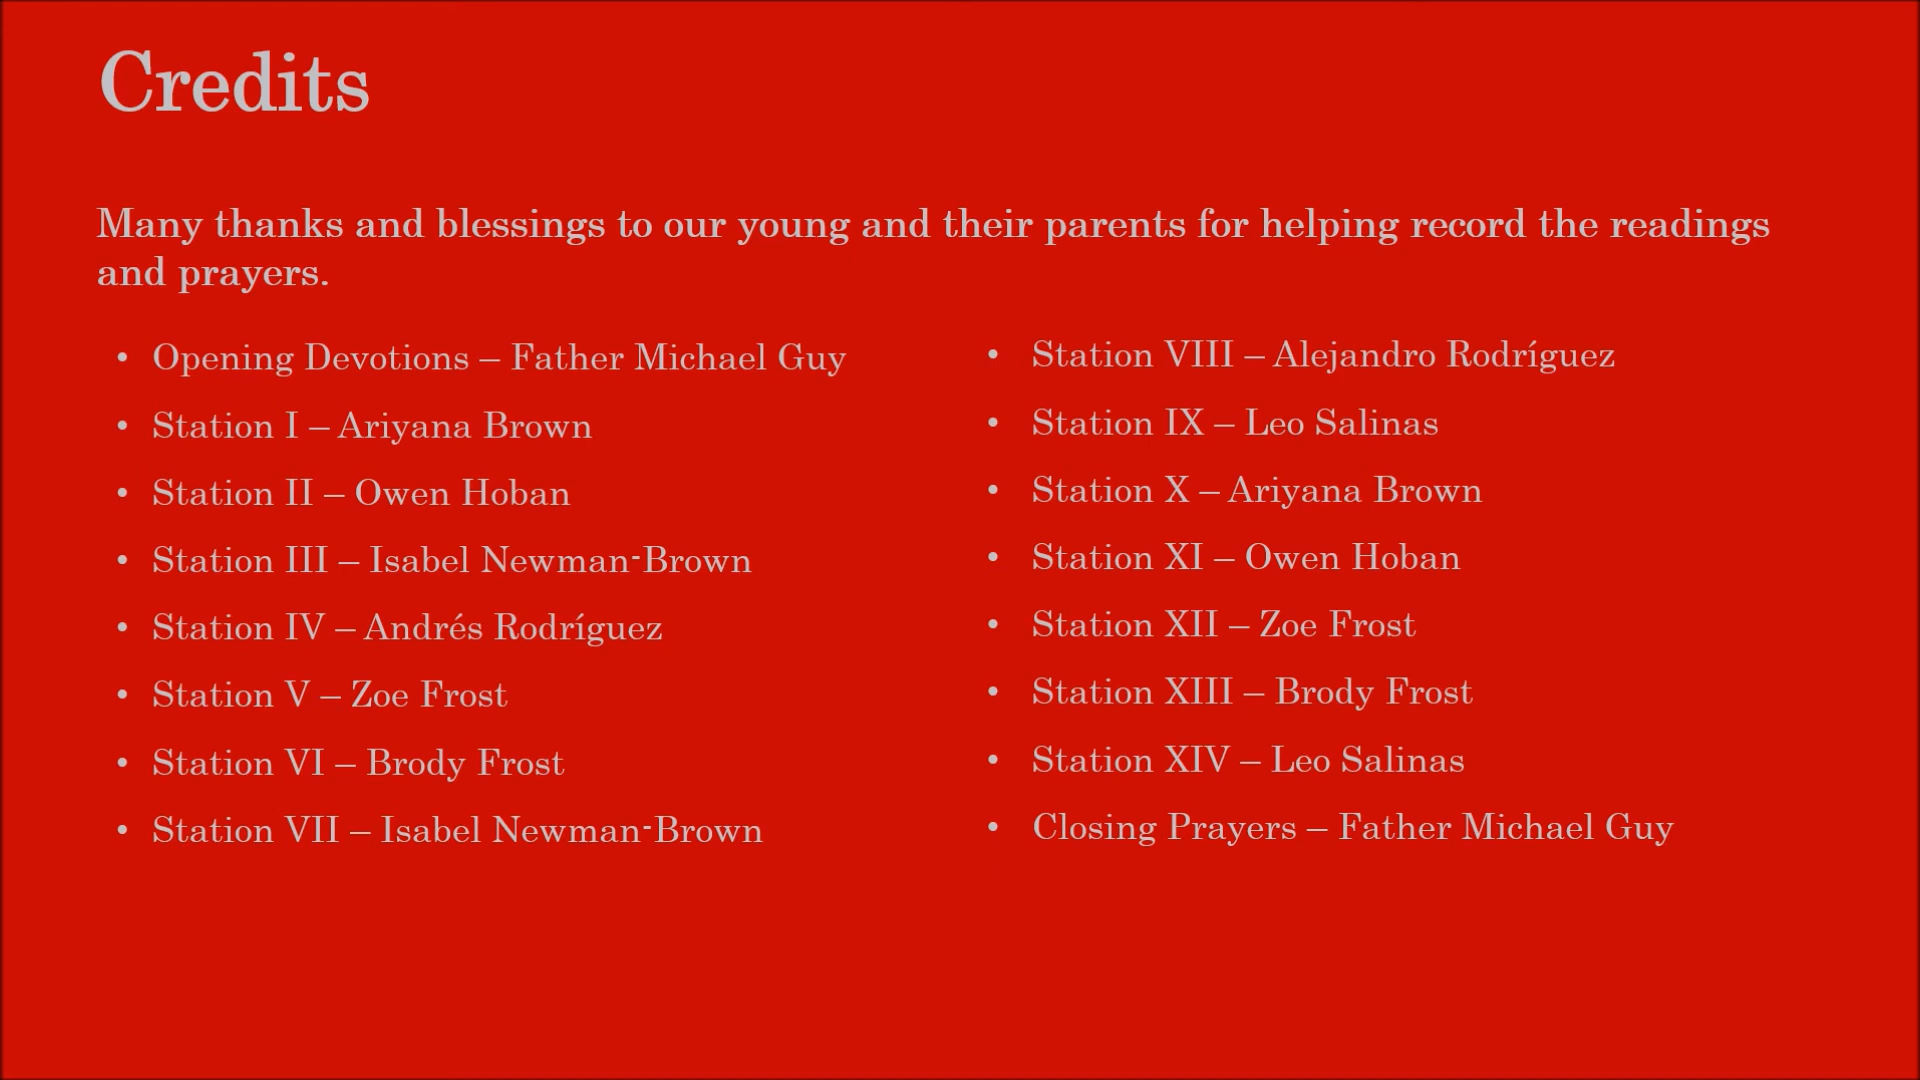 Credits
Many thanks and blessings to our young and their parents for helping record the readings
and prayers.
• Opening Devotions – Father Michael Guy
• Station I – Ariyana Brown
• Station II – Owen Hoban
• Station III – Isabel Newman-Brown
• Station IV – Andrés Rodríguez
• Station V – Zoe Frost
• Station VI – Brody Frost
• Station VII – Isabel Newman-Brown
• Station VIII – Alejandro Rodríguez
• Station IX – Leo Salinas
• Station X – Ariyana Brown
• Station XI – Owen Hoban
• Station XII – Zoe Frost
• Station XIII – Brody Frost
• Station XIV – Leo Salinas
• Closing Prayers – Father Michael Guy